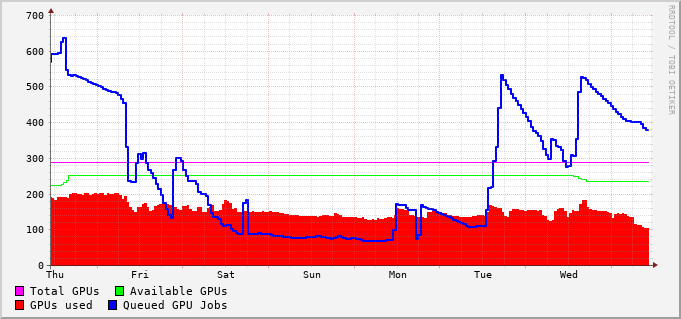 700
600
500
400
300
200
100
0
Thu Fri Sat Sun Mon Tue Wed
Total GPUs Available GPUs
GPUs used Queued GPU Jobs
RRDTOOL / TOBI OETIKER